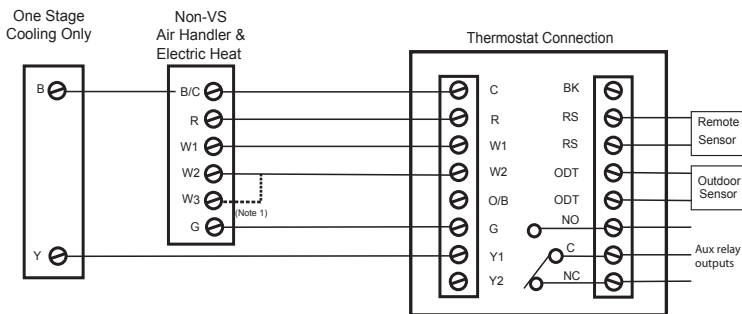 One Stage
Cooling Only
Non-VS
Air Handler &
Electric Heat
Thermostat Connection
B
Y
B/C
R
W1
W2
W3
(Note 1)
G
C
R
W1
W2
O/B
G
Y1
Y2
BK
RS
RS
ODT
ODT
NO
C
NC
Remote
Sensor
Outdoor
Sensor
Aux relay
outputs